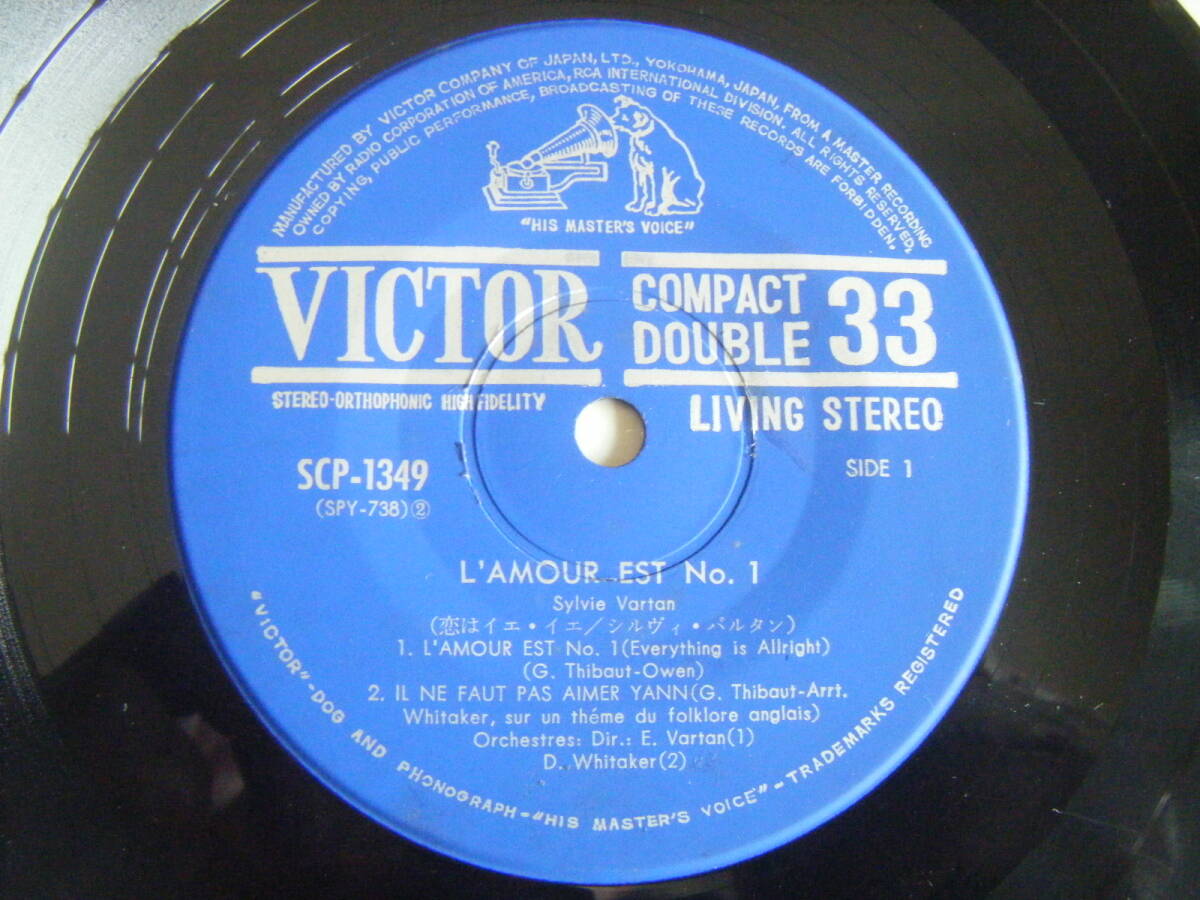 MANUFACTURED BY VICTOR COMPANY OF JAPAN, LTD., YOKOHAMA, JAPAN, FROM A MASTER RECORDING
OWNED BY RADIO CORPORATION OF AMERICA, RCA INTERNATIONAL DIVISION. ALL RIGHTS RESERVED,
COPYING, PUBLIC PERFORMANCE, BROADCASTING OF THESE RECORDS ARE FORBIDDEN.
"HIS MASTER'S VOICE"
VICTOR
COMPACT
DOUBLE 33
STEREO-ORTHOPHONIC HIGH FIDELITY
LIVING STEREO
SCP-1349
(SPY-738)②
SIDE 1
L'AMOUR EST No. 1
Sylvie Vartan
(恋はイエ・イエ/シルヴィ・バルタン)
1. L'AMOUR EST No. 1(Everything is Allright)
(G. Thibaut-Owen)
2. IL NE FAUT PAS AIMER YANN(G. Thibaut-Arrt.
Whitaker, sur un théme du folklore anglais)
Orchestres: Dir.: E. Vartan(1)
D. Whitaker(2)
"VICTOR"-DOG AND PHONOGRAPH-"HIS MASTER'S VOICE"-TRADEMARKS REGISTERED